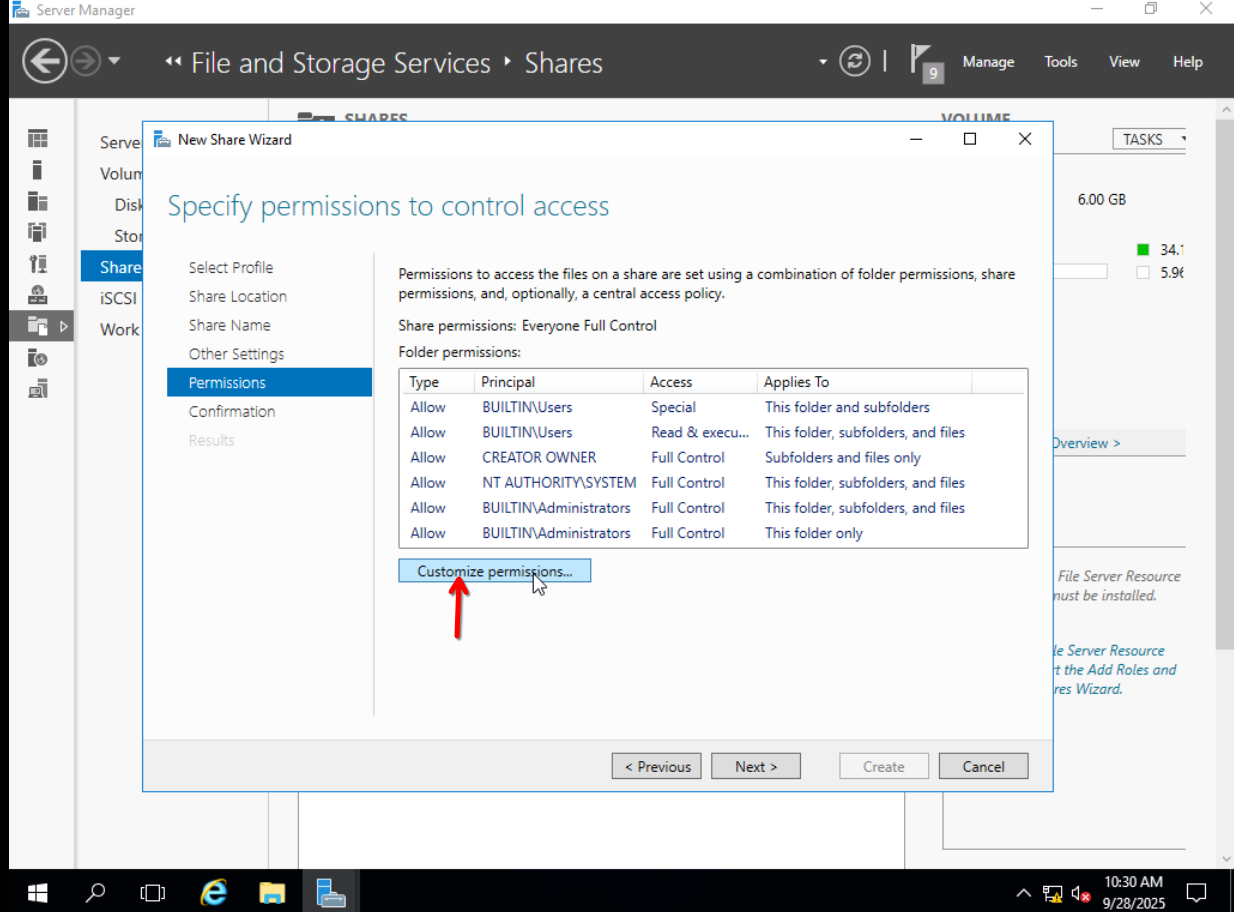 Server Manager
File and Storage Services • Shares
9
Manage Tools View Help
SHARES
VOLUME
TASKS
6.00 GB
34.1
5.96
Overview >
File Server Resource
must be installed.
le Server Resource
rt the Add Roles and
res Wizard.
Serve
Volum
Disk
Stor
Share
iSCSI
Work
New Share Wizard
Specify permissions to control access
Select Profile
Share Location
Share Name
Other Settings
Permissions
Confirmation
Results
Permissions to access the files on a share are set using a combination of folder permissions, share
permissions, and, optionally, a central access policy.
Share permissions: Everyone Full Control
Folder permissions:
Type Principal Access Applies To
Allow BUILTIN\Users Special This folder and subfolders
Allow BUILTIN\Users Read & execu... This folder, subfolders, and files
Allow CREATOR OWNER Full Control Subfolders and files only
Allow NT AUTHORITY\SYSTEM Full Control This folder, subfolders, and files
Allow BUILTIN\Administrators Full Control This folder, subfolders, and files
Allow BUILTIN\Administrators Full Control This folder only
Customize permissions...
< Previous Next > Create Cancel
10:30 AM
9/28/2025